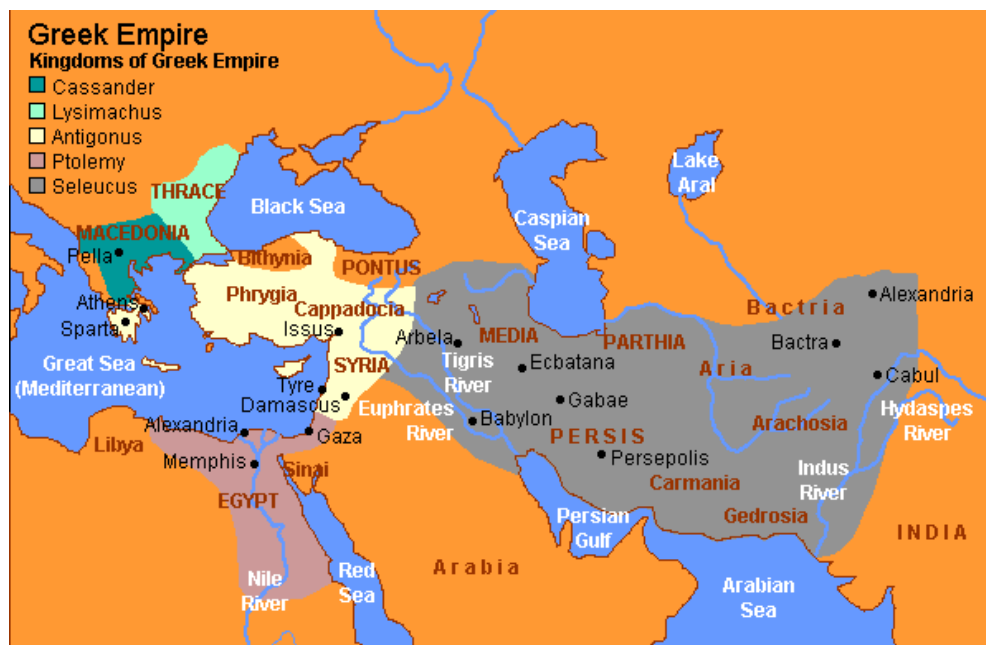 Greek Empire
Kingdoms of Greek Empire
Cassander
Lysimachus
Antigonus
Ptolemy
Seleucus
THRACE
MACEDONIA
Pella
Athens
Sparta
Black Sea
Bithynia
PONTUS
Phrygia
Cappadocia
Issus
SYRIA
Great Sea
(Mediterranean)
Tyre
Damascus
Alexandria
Gaza
Libya
Memphis
Sinai
EGYPT
Nile
River
Red
Sea
Arabia
Caspian
Sea
Lake
Aral
Arbela
MEDIA
Tigris
River
Ecbatana
PARTHIA
Euphrates
River
Babylon
Gabae
PERSIS
Persepolis
Carmania
Persian
Gulf
Gedrosia
Bactria
Alexandria
Bactra
Aria
Cabul
Hydaspes
River
Arachosia
Indus
River
INDIA
Arabian
Sea